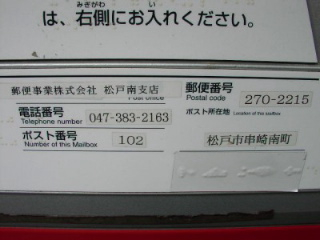 みぎがわ い
は、右側にお入れください。
郵便事業株式会社 松戸南支店
Post Office
郵便番号
Postal code
270-2215
電話番号
Telephone number
047-383-2163
ポスト所在地
Location of the Mailbox
ポスト番号
Number of this Mailbox
102
松戸市串崎南町